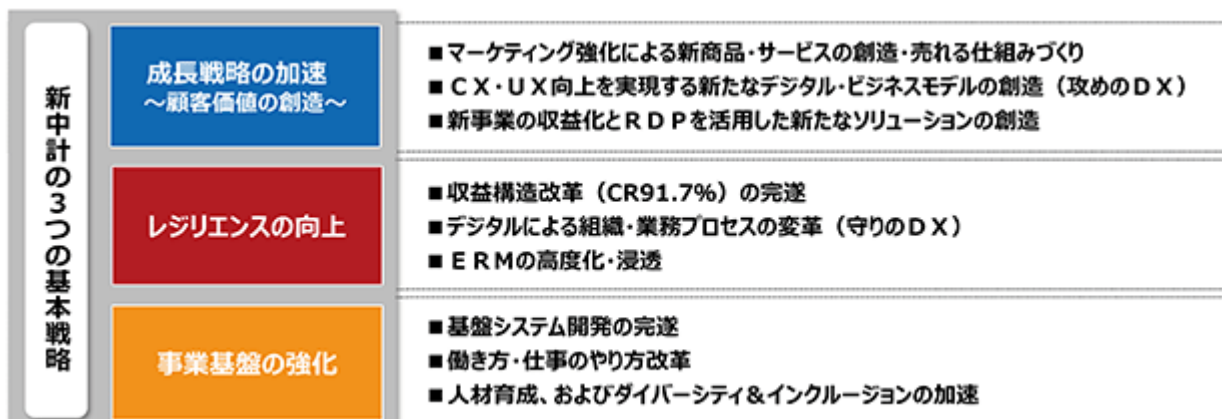 新中計の3つの基本戦略
成長戦略の加速
～顧客価値の創造～
■マーケティング強化による新商品・サービスの創造・売れる仕組みづくり
■ＣＸ・ＵＸ向上を実現する新たなデジタル・ビジネスモデルの創造（攻めのＤＸ）
■新事業の収益化とＲＤＰを活用した新たなソリューションの創造
レジリエンスの向上
■収益構造改革（CR91.7%）の完遂
■デジタルによる組織・業務プロセスの変革（守りのＤＸ）
■ＥＲＭの高度化・浸透
事業基盤の強化
■基盤システム開発の完遂
■働き方・仕事のやり方改革
■人材育成、およびダイバーシティ＆インクルージョンの加速